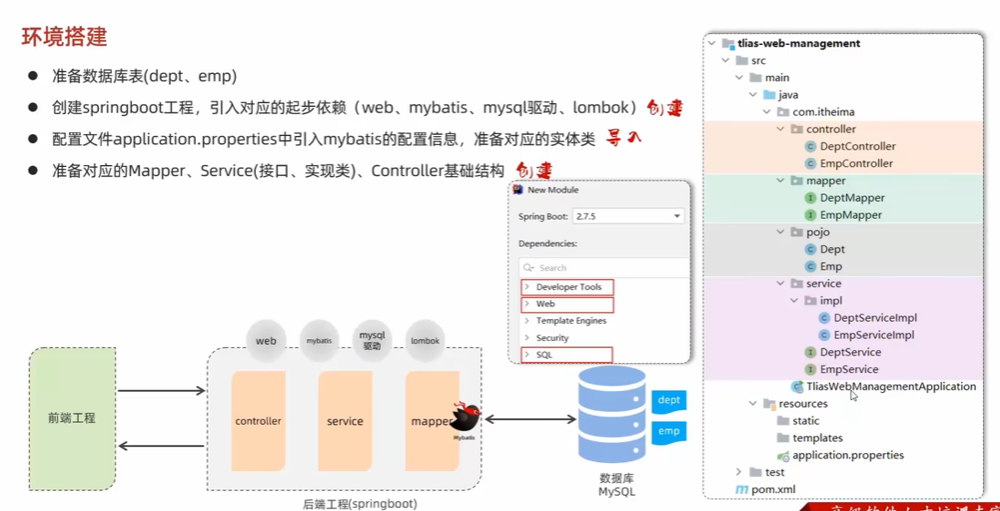 环境搭建
准备数据库表(dept、emp)
创建springboot工程，引入对应的起步依赖（web、mybatis、mysql驱动、lombok） 创建
配置文件application.properties中引入mybatis的配置信息，准备对应的实体类 导入
准备对应的Mapper、Service(接口、实现类)、Controller基础结构 创建
New Module
Spring Boot: 2.7.5
Dependencies:
Search
Developer Tools
Web
Template Engines
Security
SQL
web
mybatis
mysql
驱动
lombok
前端工程
controller
service
mapper
Mybatis
后端工程(springboot)
dept
emp
数据库
MySQL
tlias-web-management
src
main
java
com.itheima
controller
DeptController
EmpController
mapper
DeptMapper
EmpMapper
pojo
Dept
Emp
service
impl
DeptServiceImpl
EmpServiceImpl
DeptService
EmpService
TliasWebManagementApplication
resources
static
templates
application.properties
test
pom.xml